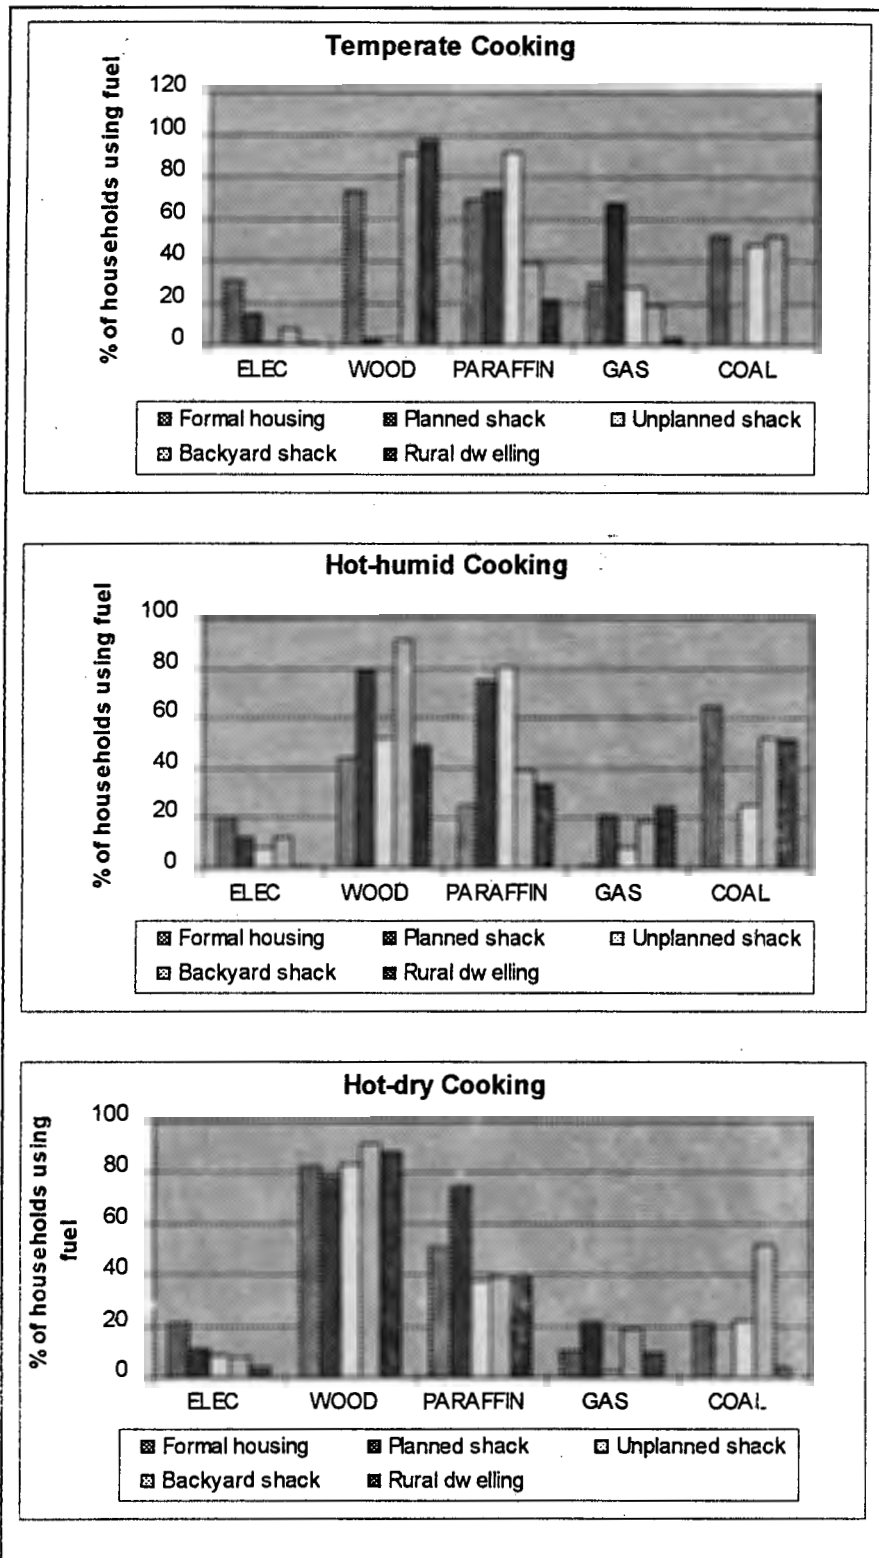 Temperate Cooking
% of households using fuel
120
100
80
60
40
20
0
ELEC WOOD PARAFFIN GAS COAL
Formal housing Planned shack Unplanned shack
Backyard shack Rural dw elling
Hot-humid Cooking
% of households using fuel
100
80
60
40
20
0
ELEC WOOD PARAFFIN GAS COAL
Formal housing Planned shack Unplanned shack
Backyard shack Rural dw elling
Hot-dry Cooking
% of households using
fuel
100
80
60
40
20
0
ELEC WOOD PARAFFIN GAS COAL
Formal housing Planned shack Unplanned shack
Backyard shack Rural dw elling